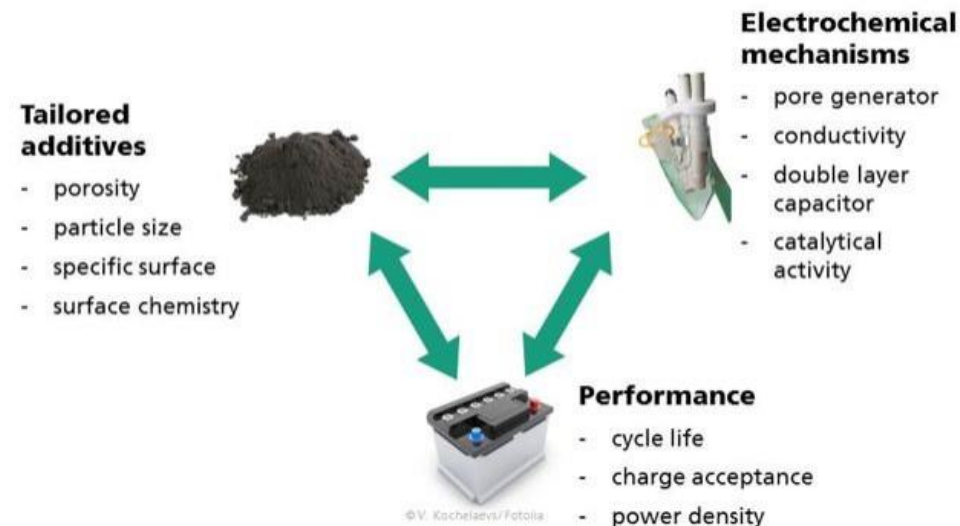 Electrochemical
mechanisms
- pore generator
- conductivity
- double layer
capacitor
- catalytical
activity
Tailored
additives
- porosity
- particle size
- specific surface
- surface chemistry
Performance
- cycle life
- charge acceptance
- power density
©V. Kochelaevs/Fotolia